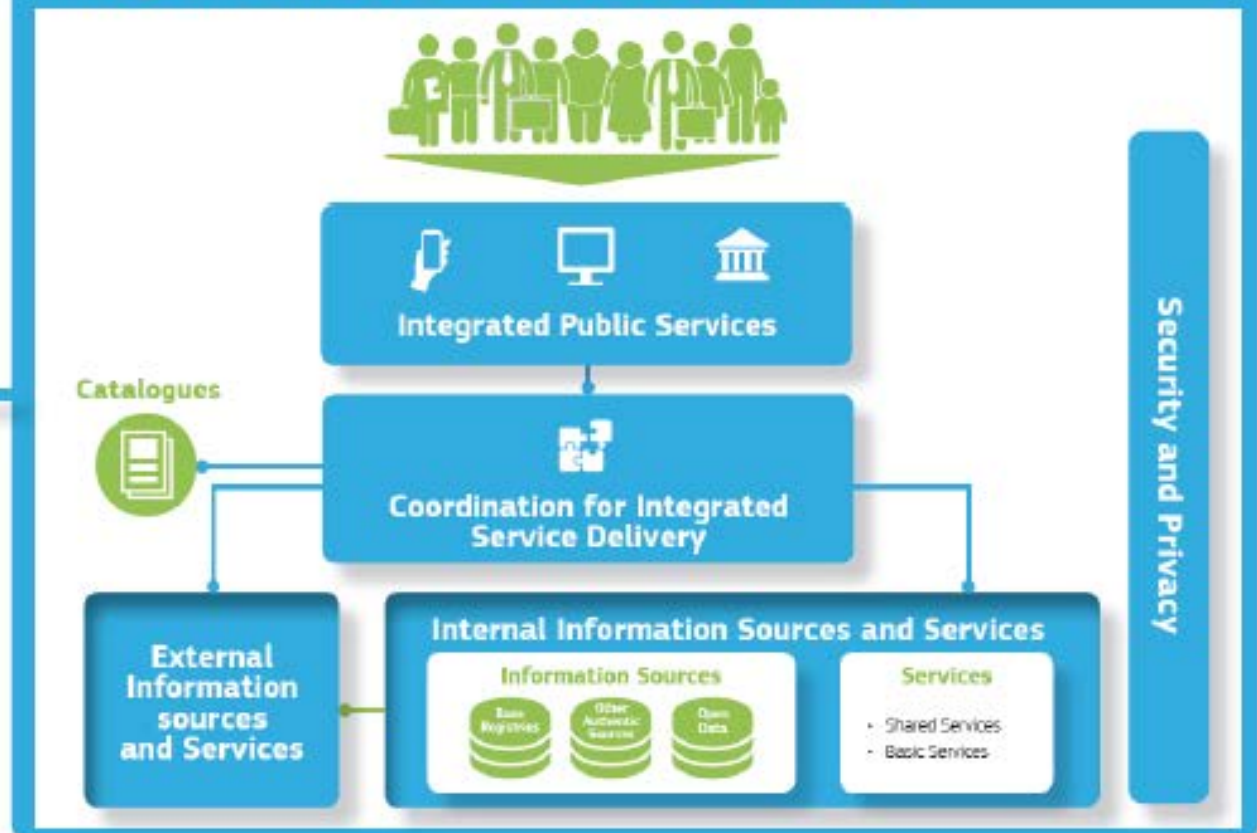 Integrated Public Services
Catalogues
Coordination for Integrated
Service Delivery
External
Information
sources
and Services
Internal Information Sources and Services
Information Sources
Base
Registries
Other
Authentic
Sources
Open
Data
Services
• Shared Services
• Basic Services
Security and Privacy